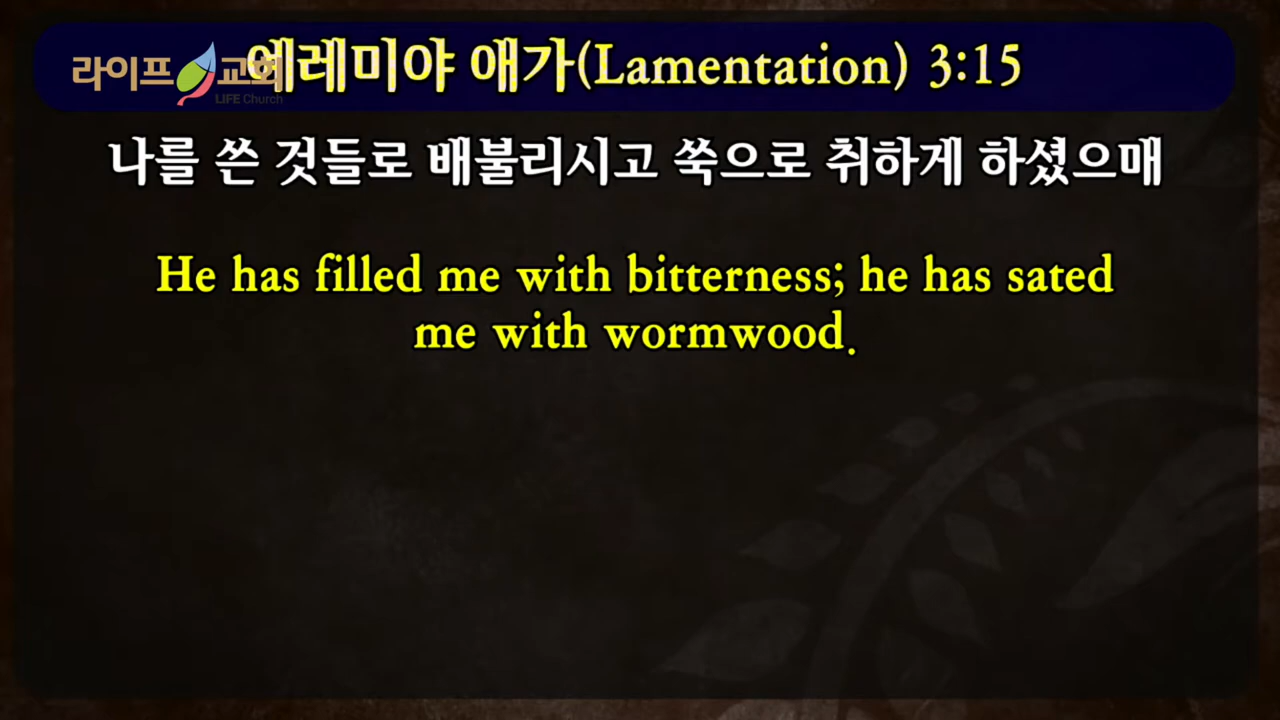 라이프 교회
LIFE Church
예레미야 애가(Lamentation) 3:15
나를 쓴 것들로 배불리시고 쑥으로 취하게 하셨으매
He has filled me with bitterness; he has sated
me with wormwood.